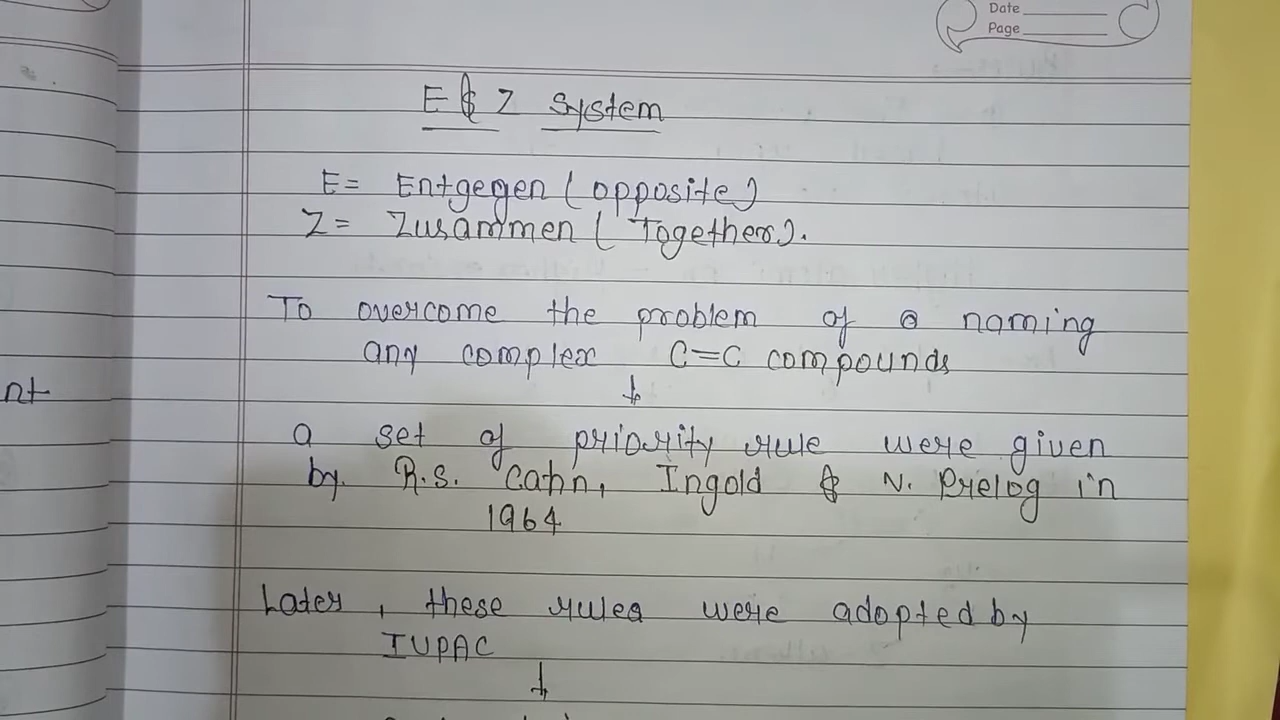 Date
Page
E & Z System
E = Entgegen (opposite)
Z = Zusammen (Together).
To overcome the problem of a naming
any complex C=C compounds
↓
a set of priority rule were given
by R.S. Cahn, Ingold & N. Prelog in
1964
nt
Later, these rules were adopted by
IUPAC
↓